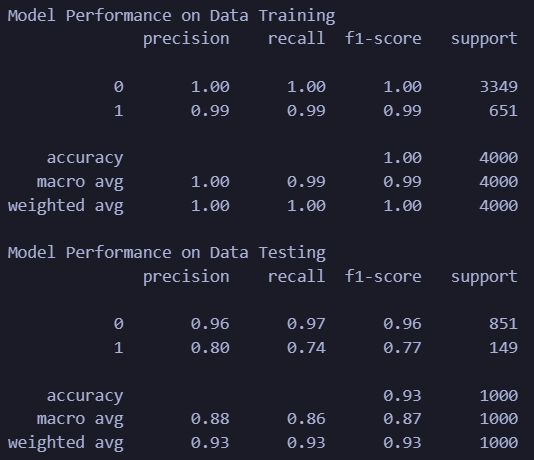 Model Performance on Data Training
precision recall f1-score support
0 1.00 1.00 1.00 3349
1 0.99 0.99 0.99 651
accuracy 1.00 4000
macro avg 1.00 0.99 0.99 4000
weighted avg 1.00 1.00 1.00 4000
Model Performance on Data Testing
precision recall f1-score support
0 0.96 0.97 0.96 851
1 0.80 0.74 0.77 149
accuracy 0.93 1000
macro avg 0.88 0.86 0.87 1000
weighted avg 0.93 0.93 0.93 1000